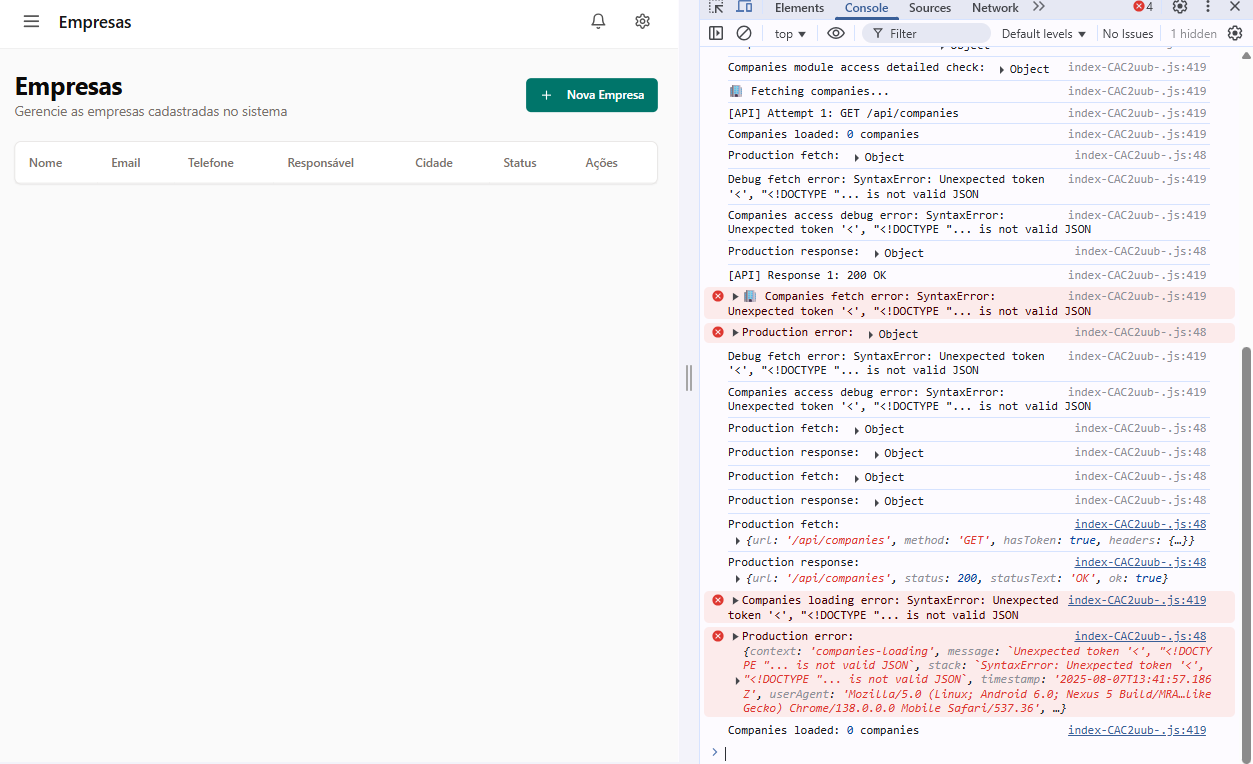 Empresas
Empresas
Gerencie as empresas cadastradas no sistema
Nova Empresa
Nome Email Telefone Responsável Cidade Status Ações
Elements Console Sources Network 4
top Filter Default levels No Issues 1 hidden
Object
Companies module access detailed check: Object index-CAC2uub-.js:419
Fetching companies... index-CAC2uub-.js:419
[API] Attempt 1: GET /api/companies index-CAC2uub-.js:419
Companies loaded: 0 companies index-CAC2uub-.js:419
Production fetch: Object index-CAC2uub-.js:48
Debug fetch error: SyntaxError: Unexpected token index-CAC2uub-.js:419
'<', "<!DOCTYPE "... is not valid JSON
Companies access debug error: SyntaxError: index-CAC2uub-.js:419
Unexpected token '<', "<!DOCTYPE "... is not valid JSON
Production response: Object index-CAC2uub-.js:48
[API] Response 1: 200 OK index-CAC2uub-.js:419
Companies fetch error: SyntaxError: index-CAC2uub-.js:419
Unexpected token '<', "<!DOCTYPE "... is not valid JSON
Production error: Object index-CAC2uub-.js:48
Debug fetch error: SyntaxError: Unexpected token index-CAC2uub-.js:419
'<', "<!DOCTYPE "... is not valid JSON
Companies access debug error: SyntaxError: index-CAC2uub-.js:419
Unexpected token '<', "<!DOCTYPE "... is not valid JSON
Production fetch: Object index-CAC2uub-.js:48
Production response: Object index-CAC2uub-.js:48
Production fetch: Object index-CAC2uub-.js:48
Production response: Object index-CAC2uub-.js:48
Production fetch: index-CAC2uub-.js:48
{url: '/api/companies', method: 'GET', hasToken: true, headers: {…}}
Production response: index-CAC2uub-.js:48
{url: '/api/companies', status: 200, statusText: 'OK', ok: true}
Companies loading error: SyntaxError: Unexpected index-CAC2uub-.js:419
token '<', "<!DOCTYPE "... is not valid JSON
Production error: index-CAC2uub-.js:48
{context: 'companies-loading', message: `Unexpected token '<', "<!DOCTY
PE "... is not valid JSON`, stack: `SyntaxError: Unexpected token '<',
"<!DOCTYPE "... is not valid JSON`, timestamp: '2025-08-07T13:41:57.186
Z', userAgent: 'Mozilla/5.0 (Linux; Android 6.0; Nexus 5 Build/MRA…like
Gecko) Chrome/138.0.0.0 Mobile Safari/537.36', …}
Companies loaded: 0 companies index-CAC2uub-.js:419